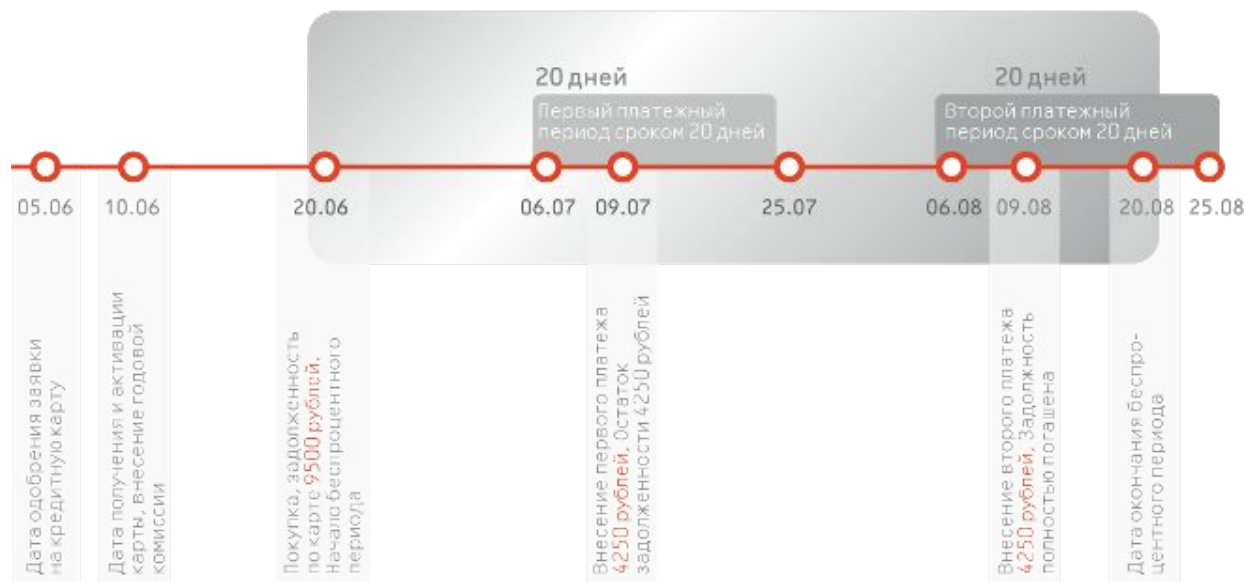 20 дней
20 дней
Первый платежный
период сроком 20 дней
Второй платежный
период сроком 20 дней
05.06
10.06
20.06
06.07
09.07
25.07
06.08
09.08
20.08
25.08
Дата одобрения заявки
на кредитную карту
Дата получения и активации
карты, внесение годовой
комиссии
Покупка, задолженность
по карте 9500 рублей.
Начало беспроцентного
периода
Внесение первого платежа
4250 рублей. Остаток
задолженности 4250 рублей
Внесение второго платежа
4250 рублей. Задолжность
полностью погашена
Дата окончания беспро-
центного периода